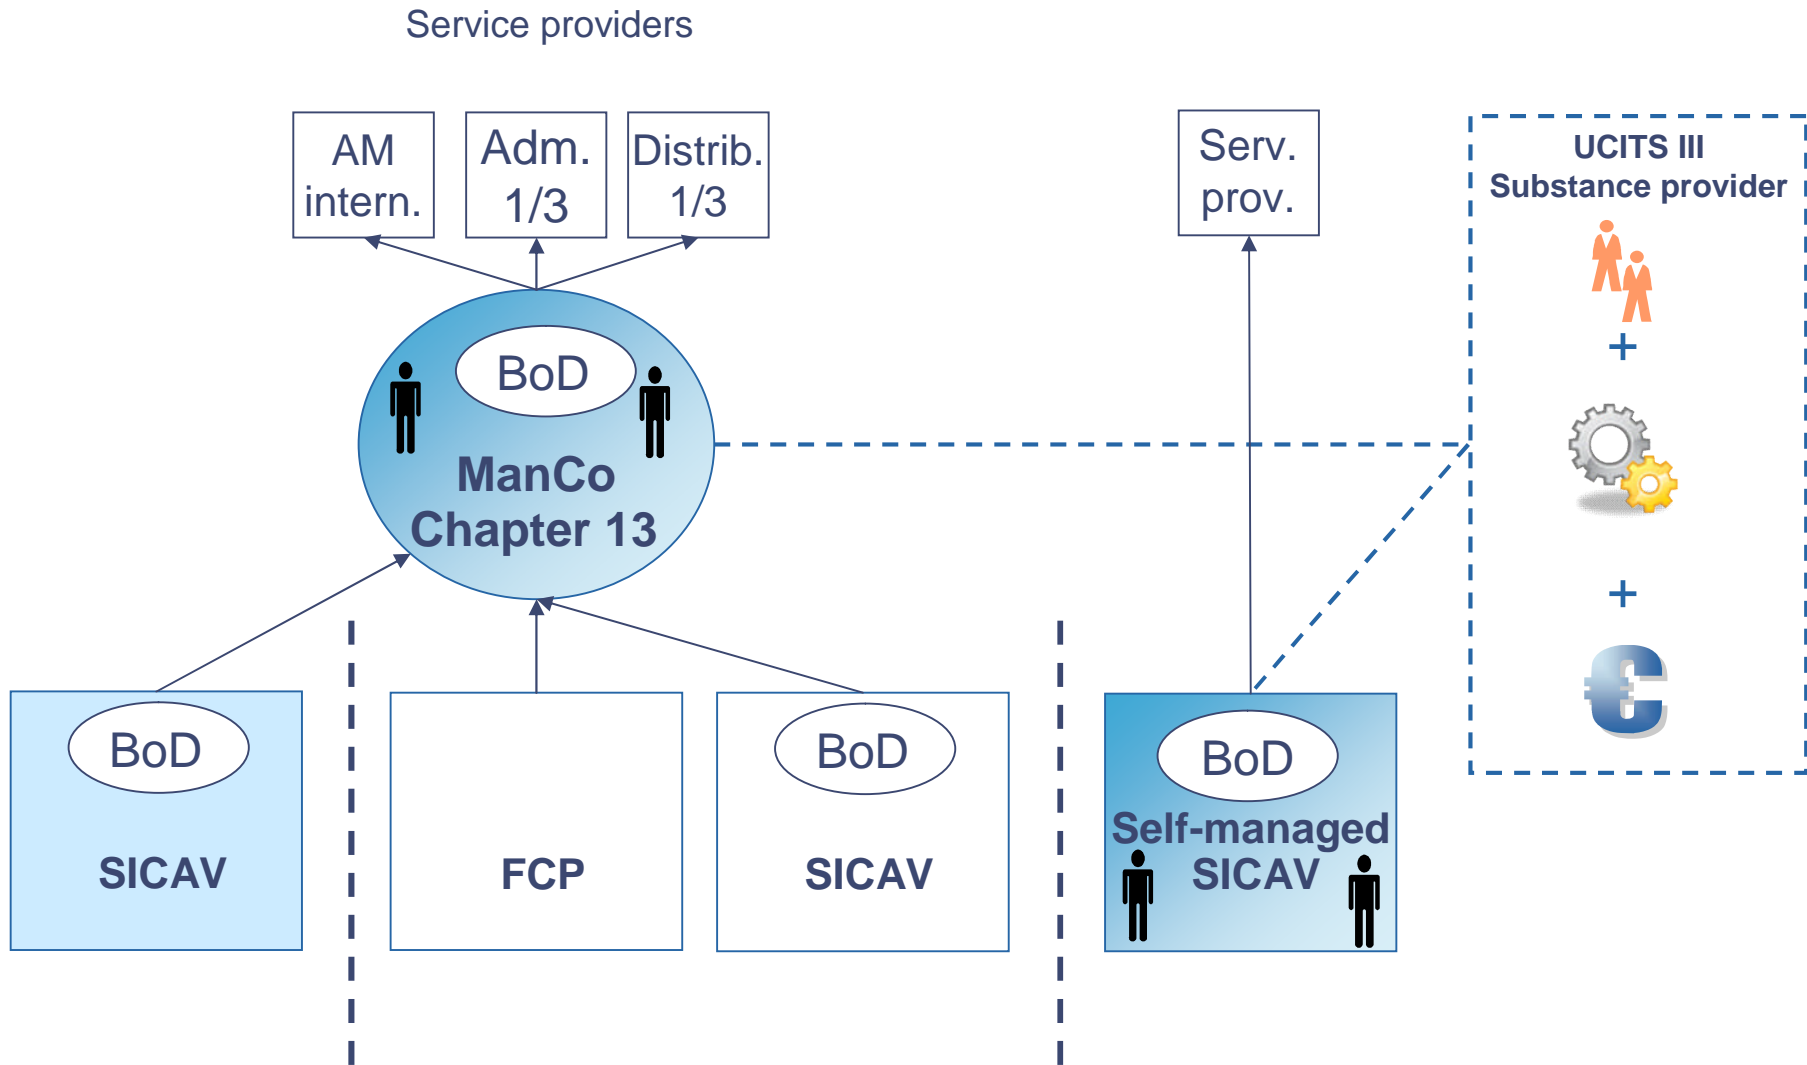 Service providers
AM
intern.
Adm.
1/3
Distrib.
1/3
Serv.
prov.
UCITS III
Substance provider
+
+
€
BoD
ManCo
Chapter 13
BoD
SICAV
FCP
BoD
SICAV
BoD
Self-managed
SICAV